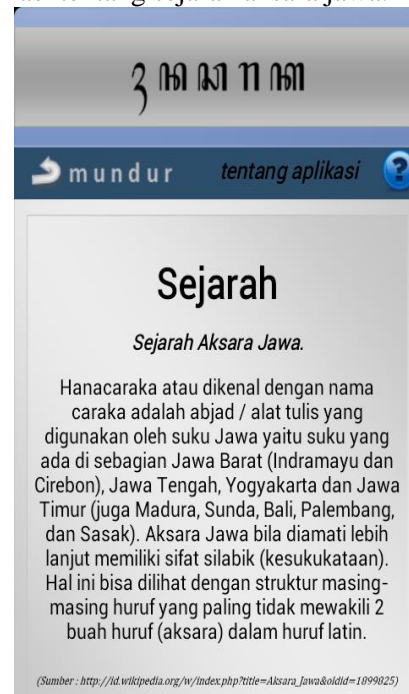 tentang sejarah aksara jawa.
mundur
tentang aplikasi
?
Sejarah
Sejarah Aksara Jawa.
Hanacaraka atau dikenal dengan nama
caraka adalah abjad / alat tulis yang
digunakan oleh suku Jawa yaitu suku yang
ada di sebagian Jawa Barat (Indramayu dan
Cirebon), Jawa Tengah, Yogyakarta dan Jawa
Timur (juga Madura, Sunda, Bali, Palembang,
dan Sasak). Aksara Jawa bila diamati lebih
lanjut memiliki sifat silabik (kesukukataan).
Hal ini bisa dilihat dengan struktur masing-
masing huruf yang paling tidak mewakili 2
buah huruf (aksara) dalam huruf latin.
(Sumber : http://id.wikipedia.org/w/index.php?title=Aksara_Jawa&oldid=1899825)